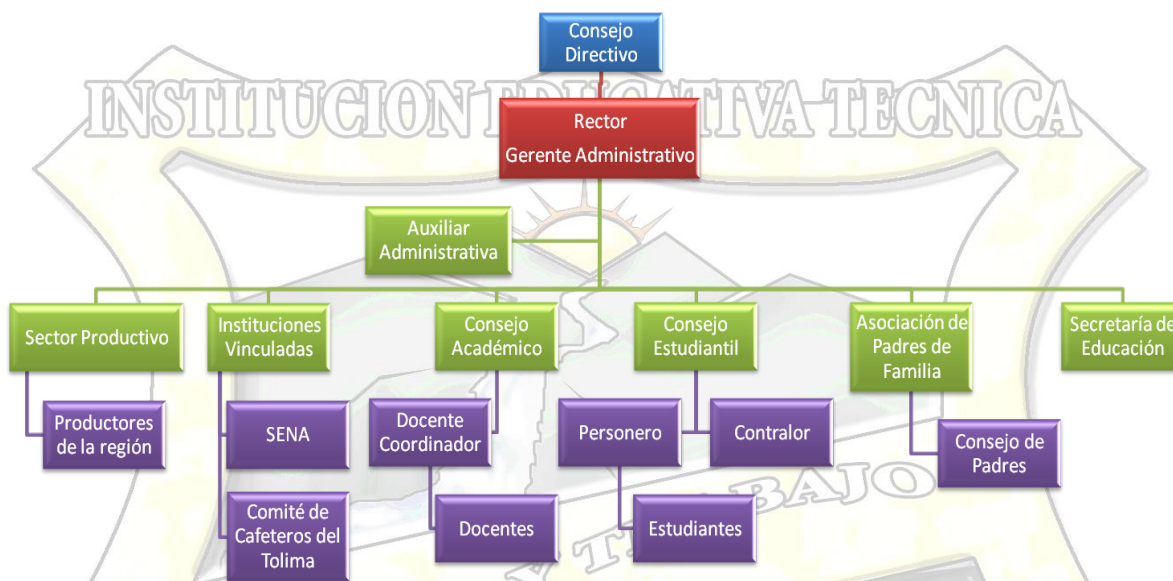 Consejo
Directivo
INSTITUCION EDUCATIVA TECNICA
Rector
Gerente Administrativo
Auxiliar
Administrativa
Sector Productivo
Instituciones
Vinculadas
Consejo
Académico
Consejo
Estudiantil
Asociación de
Padres de
Familia
Secretaría de
Educación
Productores
de la región
SENA
Docente
Coordinador
Personero
Contralor
Consejo de
Padres
Comité de
Cafeteros del
Tolima
Docentes
Estudiantes